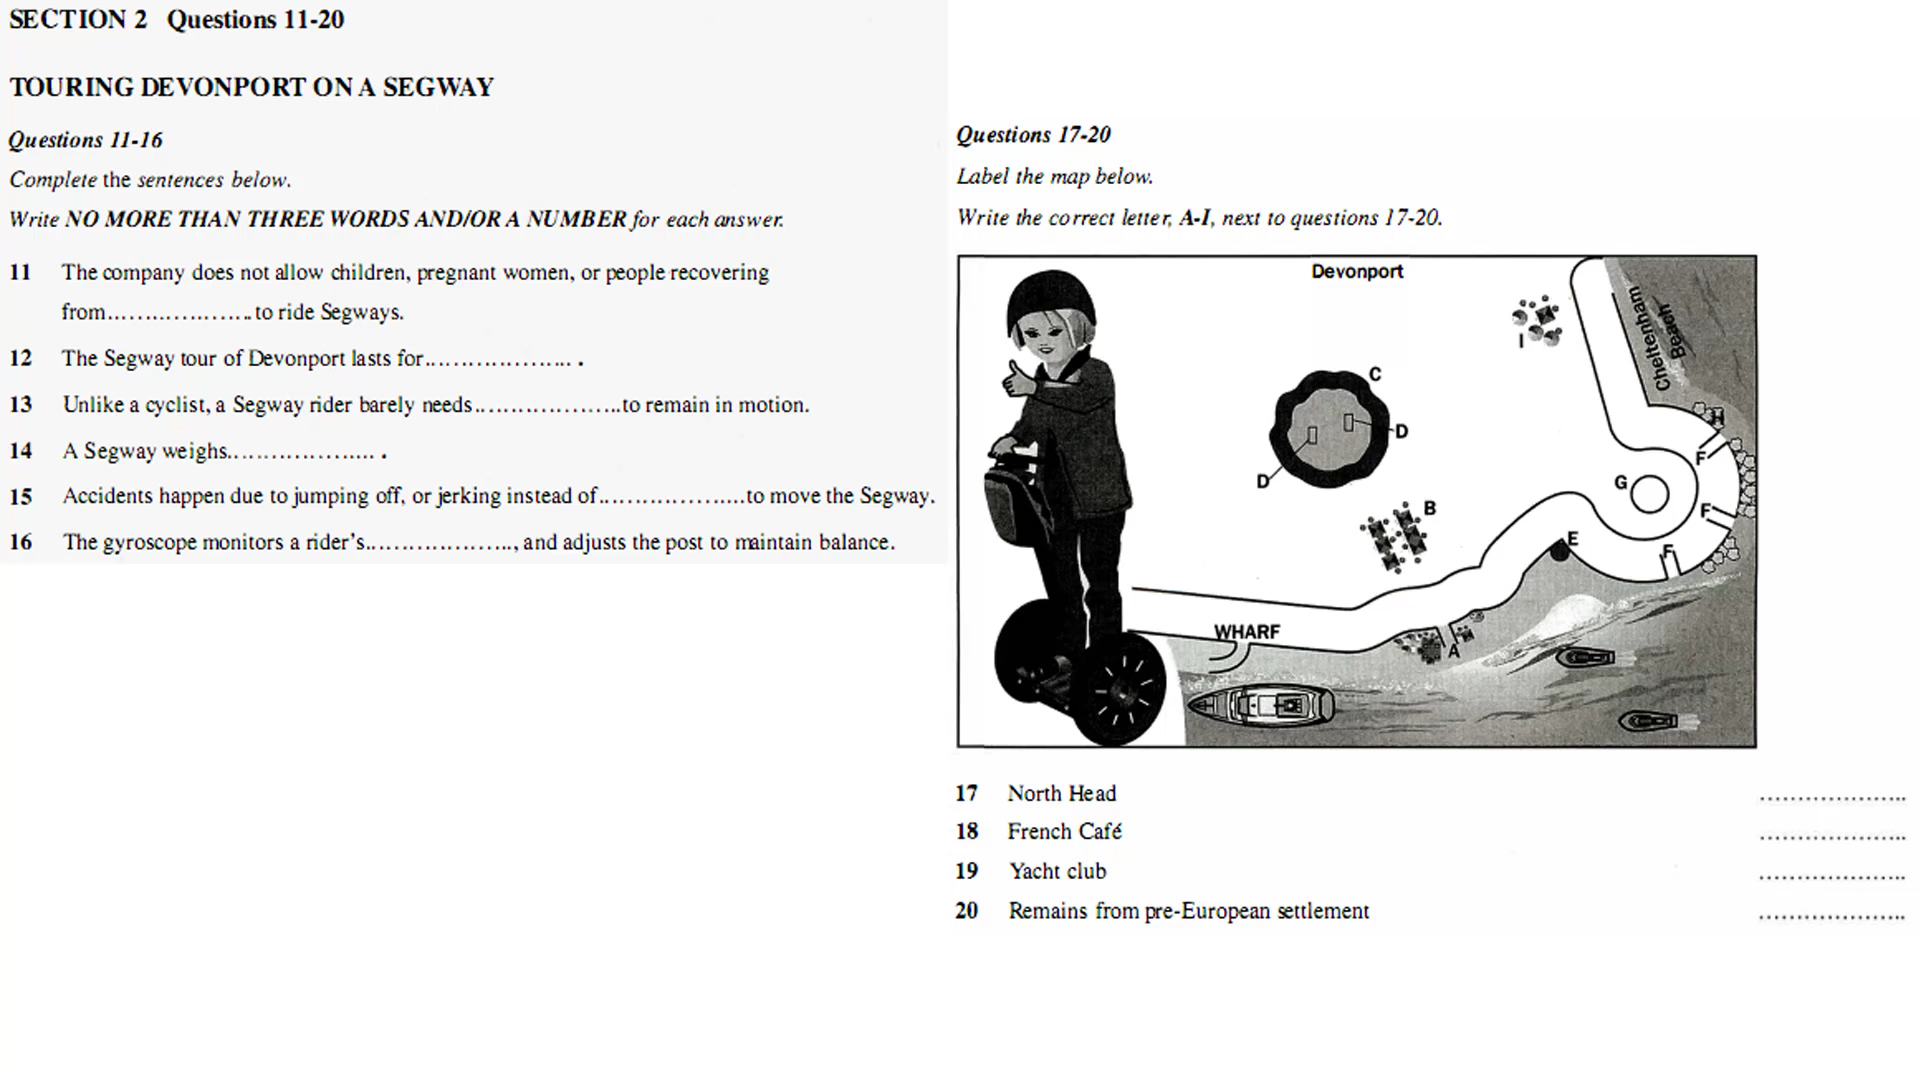 SECTION 2 Questions 11-20
TOURING DEVONPORT ON A SEGWAY
Questions 11-16
Complete the sentences below.
Write NO MORE THAN THREE WORDS AND/OR A NUMBER for each answer.
11 The company does not allow children, pregnant women, or people recovering
from.................... to ride Segways.
12 The Segway tour of Devonport lasts for.................... .
13 Unlike a cyclist, a Segway rider barely needs....................to remain in motion.
14 A Segway weighs.................... .
15 Accidents happen due to jumping off, or jerking instead of....................to move the Segway.
16 The gyroscope monitors a rider's...................., and adjusts the post to maintain balance.
Questions 17-20
Label the map below.
Write the correct letter, A-I, next to questions 17-20.
Devonport
I
Cheltenham
Beach
C
H
D
F
D
G
B
F
E
F
WHARF
A
17 North Head ....................
18 French Café ....................
19 Yacht club ....................
20 Remains from pre-European settlement ....................